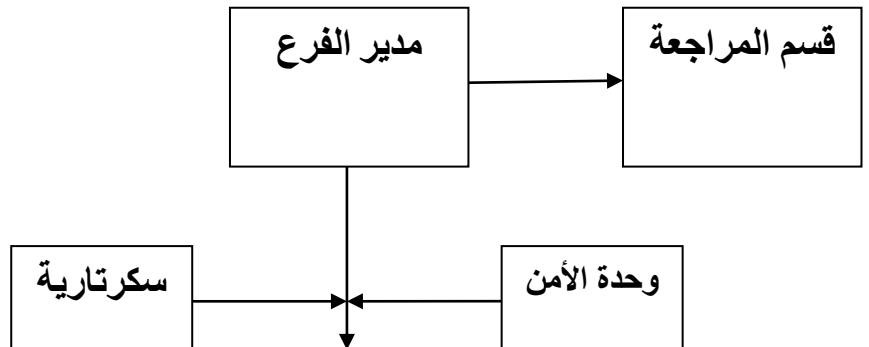 قسم المراجعة
مدير الفرع
وحدة الأمن
سكرتارية